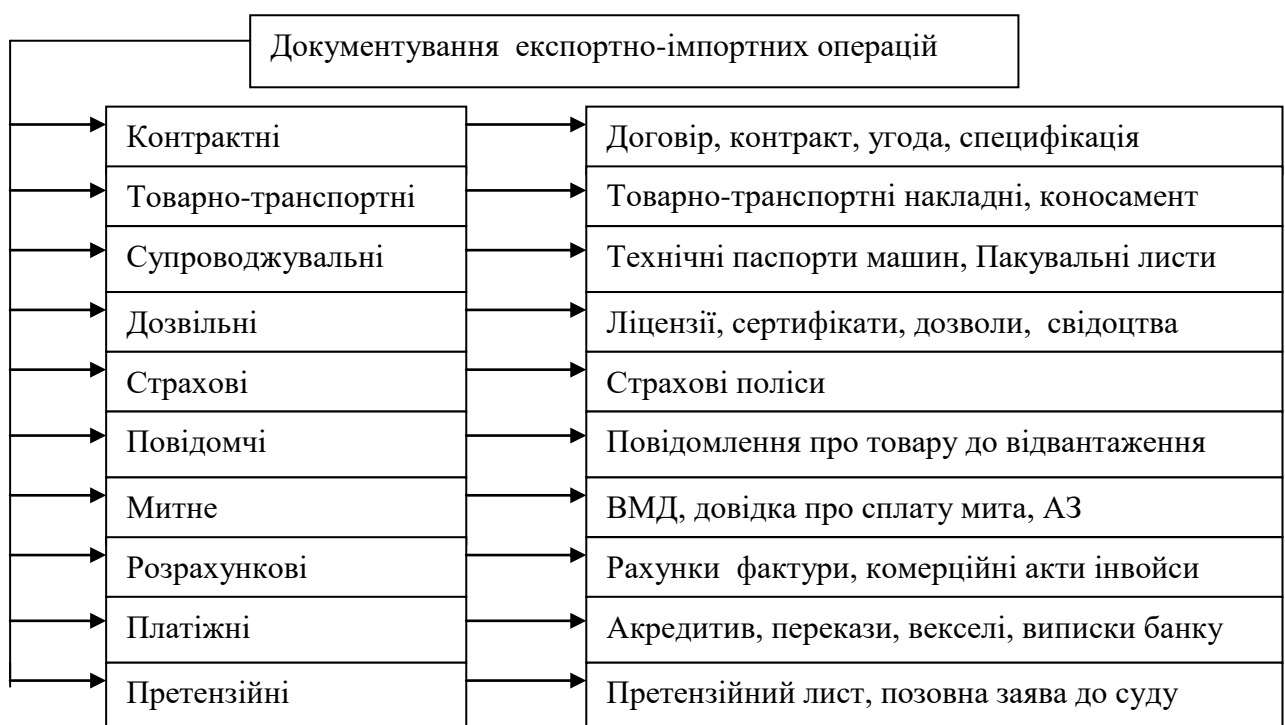 Документування експортно-імпортних операцій
Контрактні
Договір, контракт, угода, специфікація
Товарно-транспортні
Товарно-транспортні накладні, коносамент
Супроводжувальні
Технічні паспорти машин, Пакувальні листи
Дозвільні
Ліцензії, сертифікати, дозволи, свідоцтва
Страхові
Страхові поліси
Повідомчі
Повідомлення про товару до відвантаження
Митне
ВМД, довідка про сплату мита, АЗ
Розрахункові
Рахунки фактури, комерційні акти інвойси
Платіжні
Акредитив, перекази, векселі, виписки банку
Претензійні
Претензійний лист, позовна заява до суду